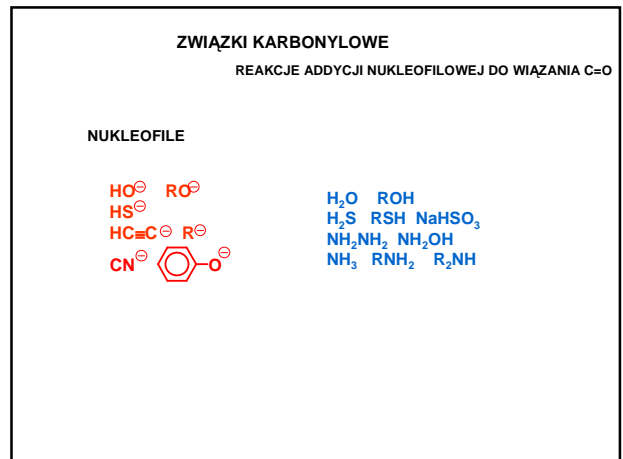 ZWIĄZKI KARBONYLOWE
REAKCJE ADDYCJI NUKLEOFILOWEJ DO WIĄZANIA C=O
NUKLEOFILE
HO⊖ RO⊖
HS⊖
HC≡C⊖ R⊖
CN⊖ O⊖
H₂O ROH
H₂S RSH NaHSO₃
NH₂NH₂ NH₂OH
NH₃ RNH₂ R₂NH